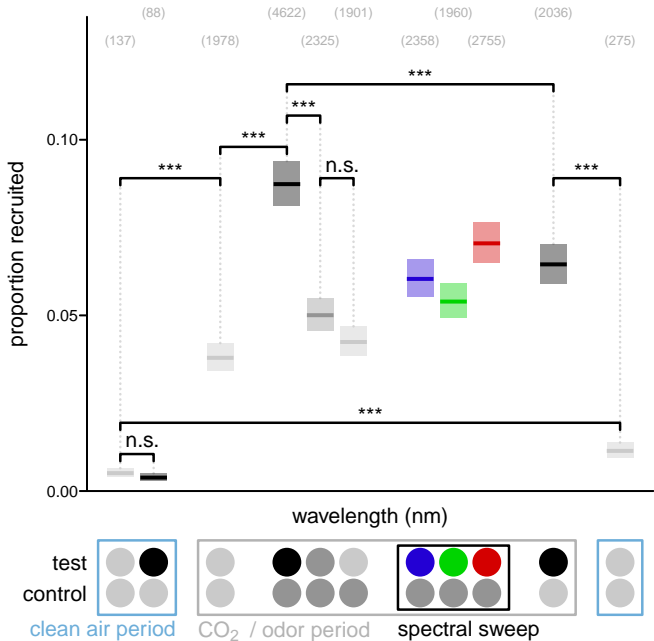 (88) (4622) (1901) (1960) (2036)
(137) (1978) (2325) (2358) (2755) (275)
***
***
***
*** n.s. ***
***
n.s.
0.10
0.05
0.00
proportion recruited
wavelength (nm)
test
control
clean air period CO₂ / odor period spectral sweep